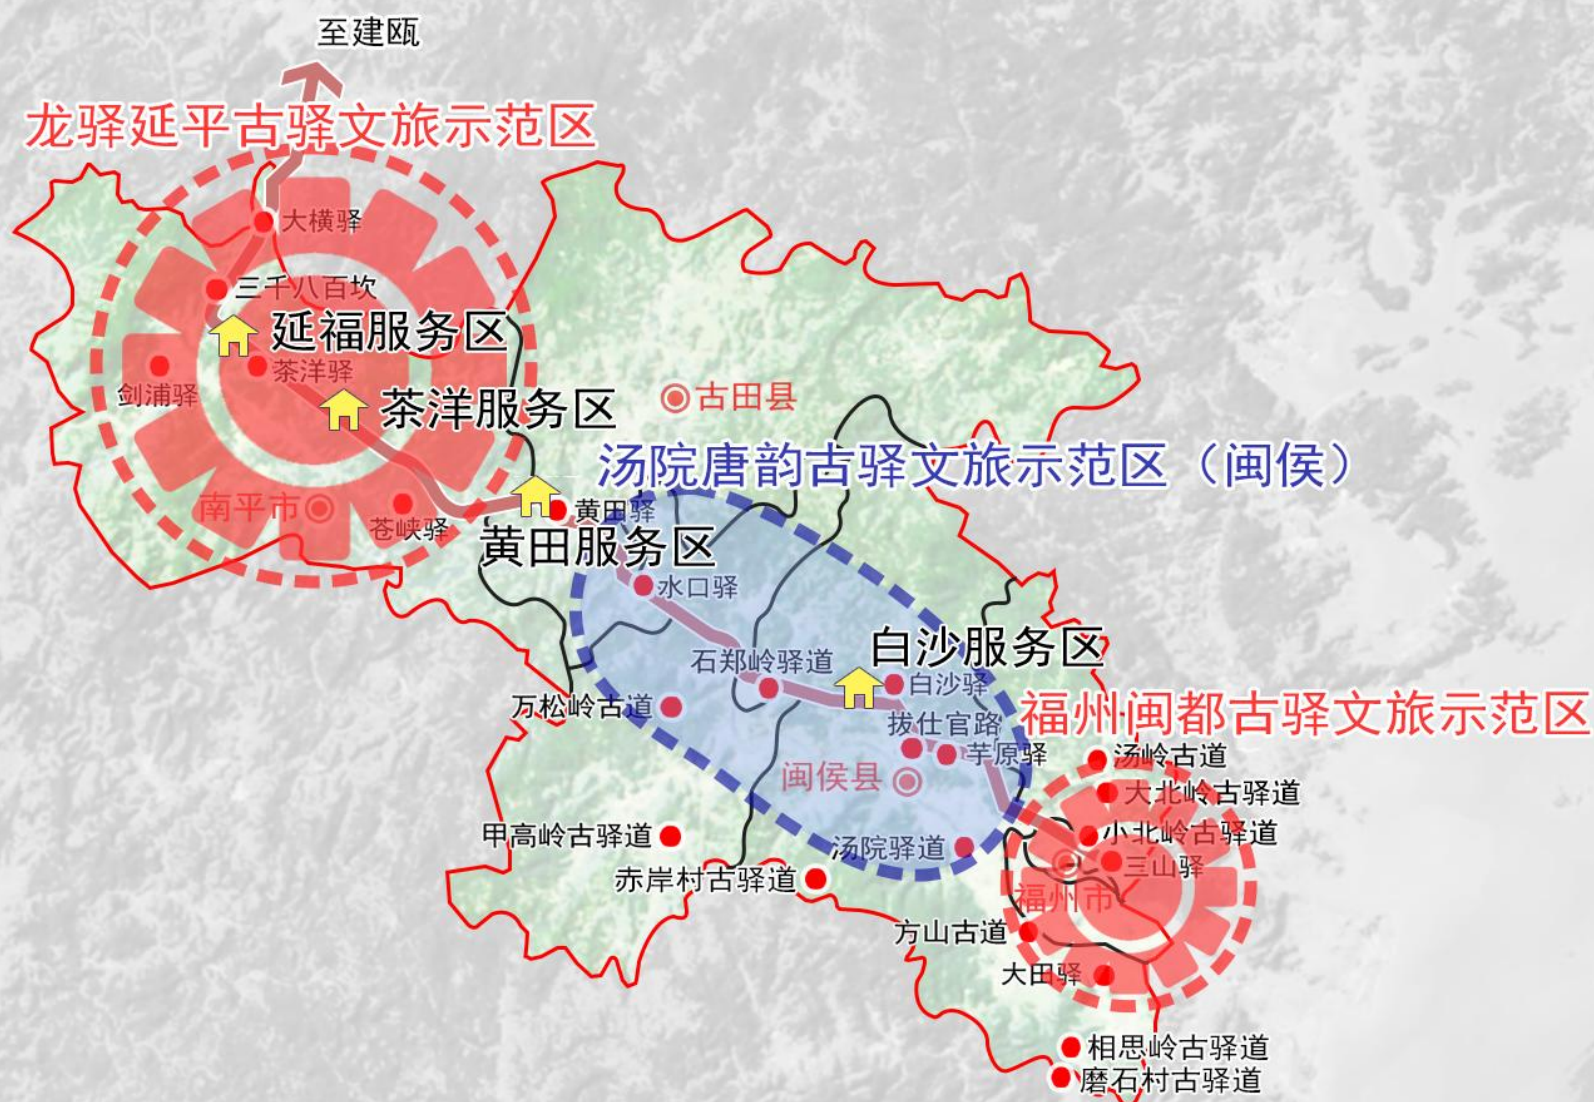 至建瓯
龙驿延平古驿文旅示范区
大横驿
三千八百坎
延福服务区
茶洋驿
剑浦驿
茶洋服务区
古田县
汤院唐韵古驿文旅示范区（闽侯）
南平市
苍峡驿
黄田驿
黄田服务区
水口驿
白沙服务区
石郑岭驿道
白沙驿
万松岭古道
福州闽都古驿文旅示范区
拔仕官路
芋原驿
汤岭古道
闽侯县
大北岭古驿道
甲高岭古驿道
小北岭古驿道
汤院驿道
三山驿
赤岸村古驿道
福州市
方山古道
大田驿
相思岭古驿道
磨石村古驿道